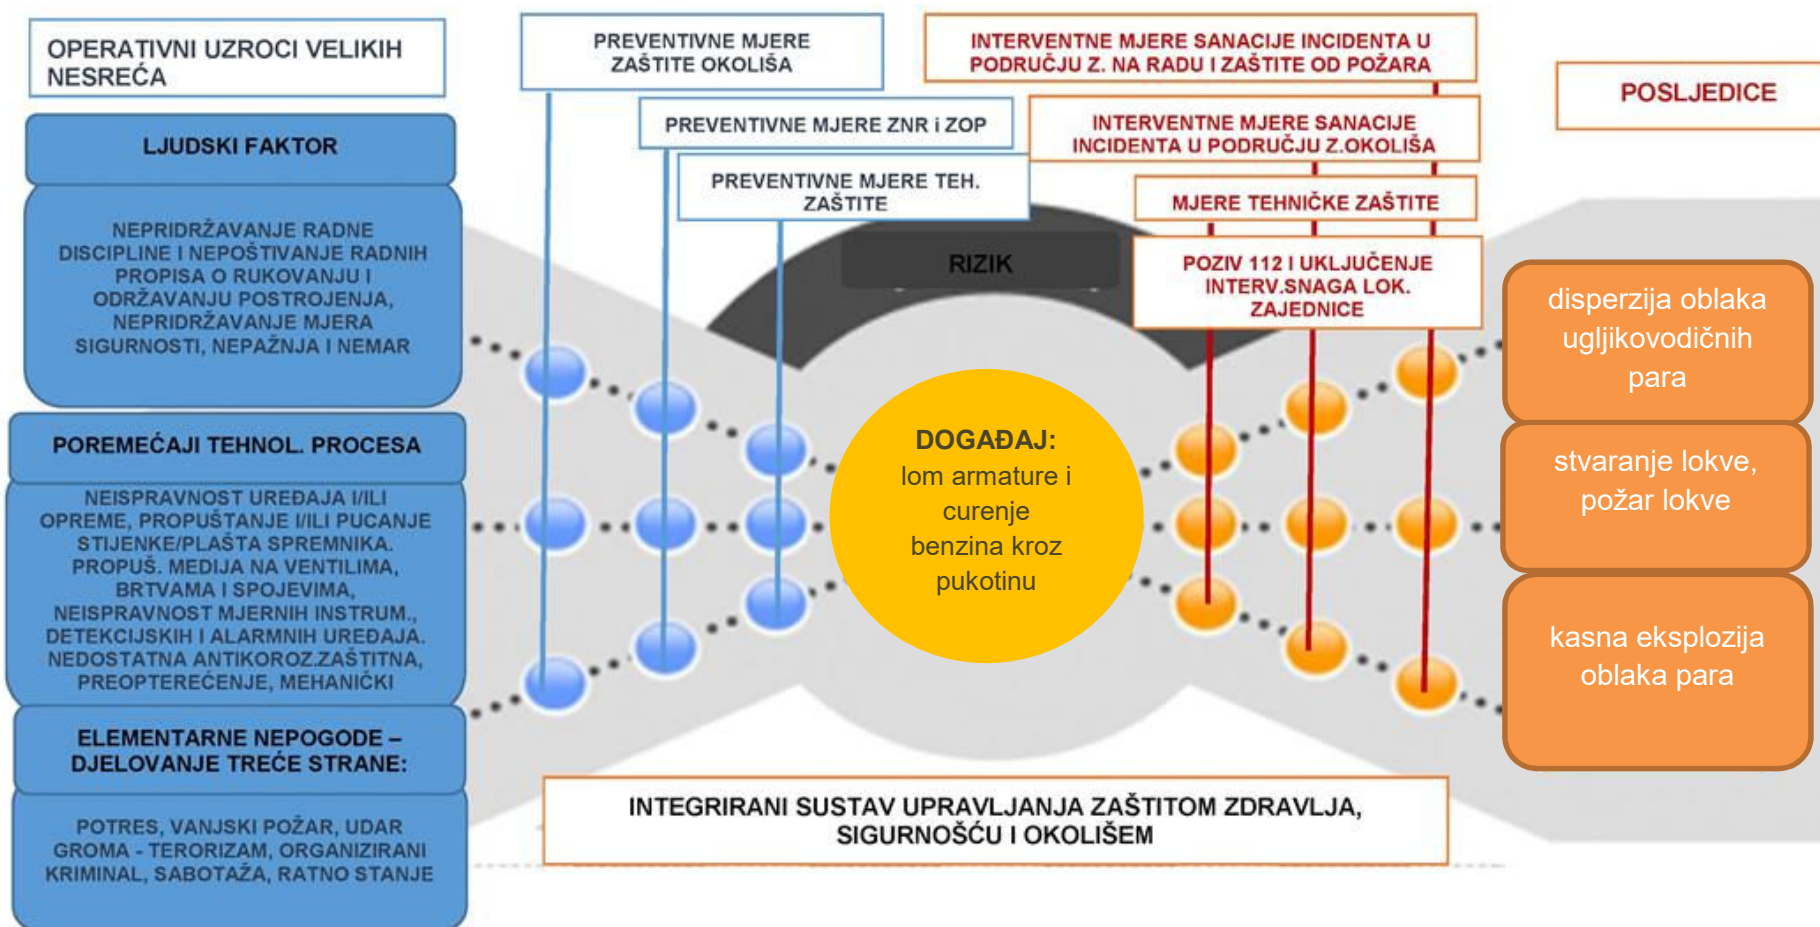 OPERATIVNI UZROCI VELIKIH
NESREĆA
LJUDSKI FAKTOR
NEPRIDRŽAVANJE RADNE
DISCIPLINE I NEPOŠTIVANJE RADNIH
PROPISA O RUKOVANJU I
ODRŽAVANJU POSTROJENJA,
NEPRIDRŽAVANJE MJERA
SIGURNOSTI, NEPAŽNJA I NEMAR
POREMEĆAJI TEHNOL. PROCESA
NEISPRAVNOST UREĐAJA I/ILI
OPREME, PROPUŠTANJE I/ILI PUCANJE
STIJENKE/PLAŠTA SPREMNIKA.
PROPUŠ. MEDIJA NA VENTILIMA,
BRTVAMA I SPOJEVIMA,
NEISPRAVNOST MJERNIH INSTRUM.,
DETEKCIJSKIH I ALARMNIH UREĐAJA.
NEDOSTATNA ANTIKOROZ.ZAŠTITNA,
PREOPTEREĆENJE, MEHANIČKI
ELEMENTARNE NEPOGODE –
DJELOVANJE TREĆE STRANE:
POTRES, VANJSKI POŽAR, UDAR
GROMA - TERORIZAM, ORGANIZIRANI
KRIMINAL, SABOTAŽA, RATNO STANJE
PREVENTIVNE MJERE
ZAŠTITE OKOLIŠA
PREVENTIVNE MJERE ZNR i ZOP
PREVENTIVNE MJERE TEH.
ZAŠTITE
RIZIK
DOGAĐAJ:
lom armature i
curenje
benzina kroz
pukotinu
INTERVENTNE MJERE SANACIJE INCIDENTA U
PODRUČJU Z. NA RADU I ZAŠTITE OD POŽARA
INTERVENTNE MJERE SANACIJE
INCIDENTA U PODRUČJU Z.OKOLIŠA
MJERE TEHNIČKE ZAŠTITE
POZIV 112 I UKLJUČENJE
INTERV.SNAGA LOK.
ZAJEDNICE
POSLJEDICE
disperzija oblaka
ugljikovodičnih
para
stvaranje lokve,
požar lokve
kasna eksplozija
oblaka para
INTEGRIRANI SUSTAV UPRAVLJANJA ZAŠTITOM ZDRAVLJA,
SIGURNOŠĆU I OKOLIŠEM